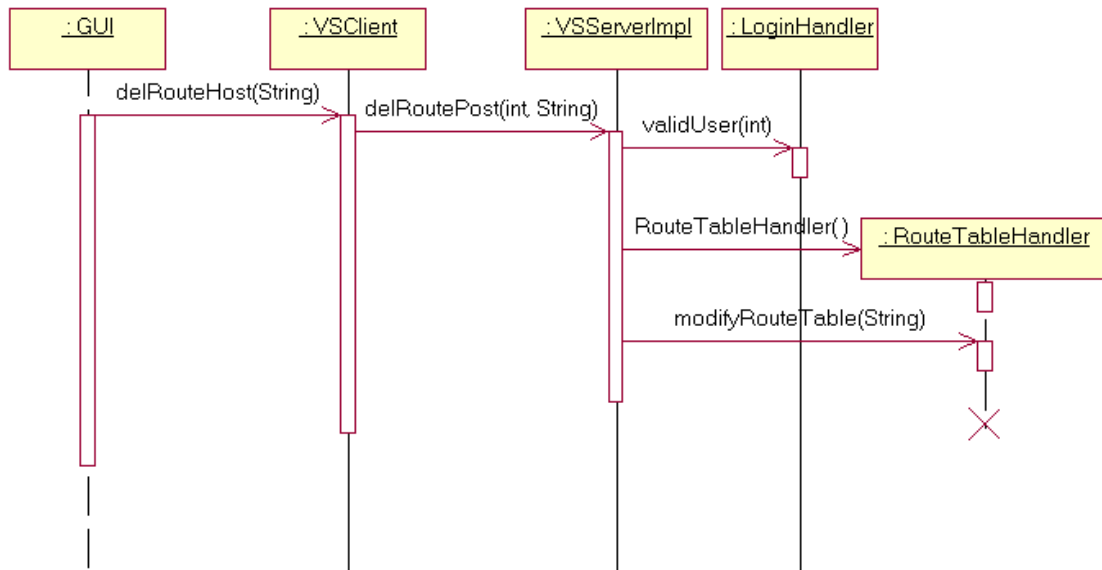 : GUI
: VSClient
: VSServerImpl
: LoginHandler
delRouteHost(String)
delRoutePost(int, String)
validUser(int)
RouteTableHandler( )
: RouteTableHandler
modifyRouteTable(String)